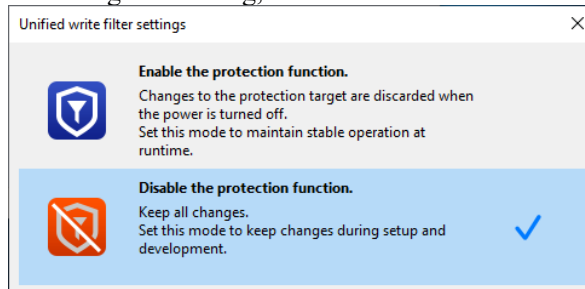 Unified write filter settings
Enable the protection function.
Changes to the protection target are discarded when
the power is turned off.
Set this mode to maintain stable operation at
runtime.
Disable the protection function.
Keep all changes.
Set this mode to keep changes during setup and
development.